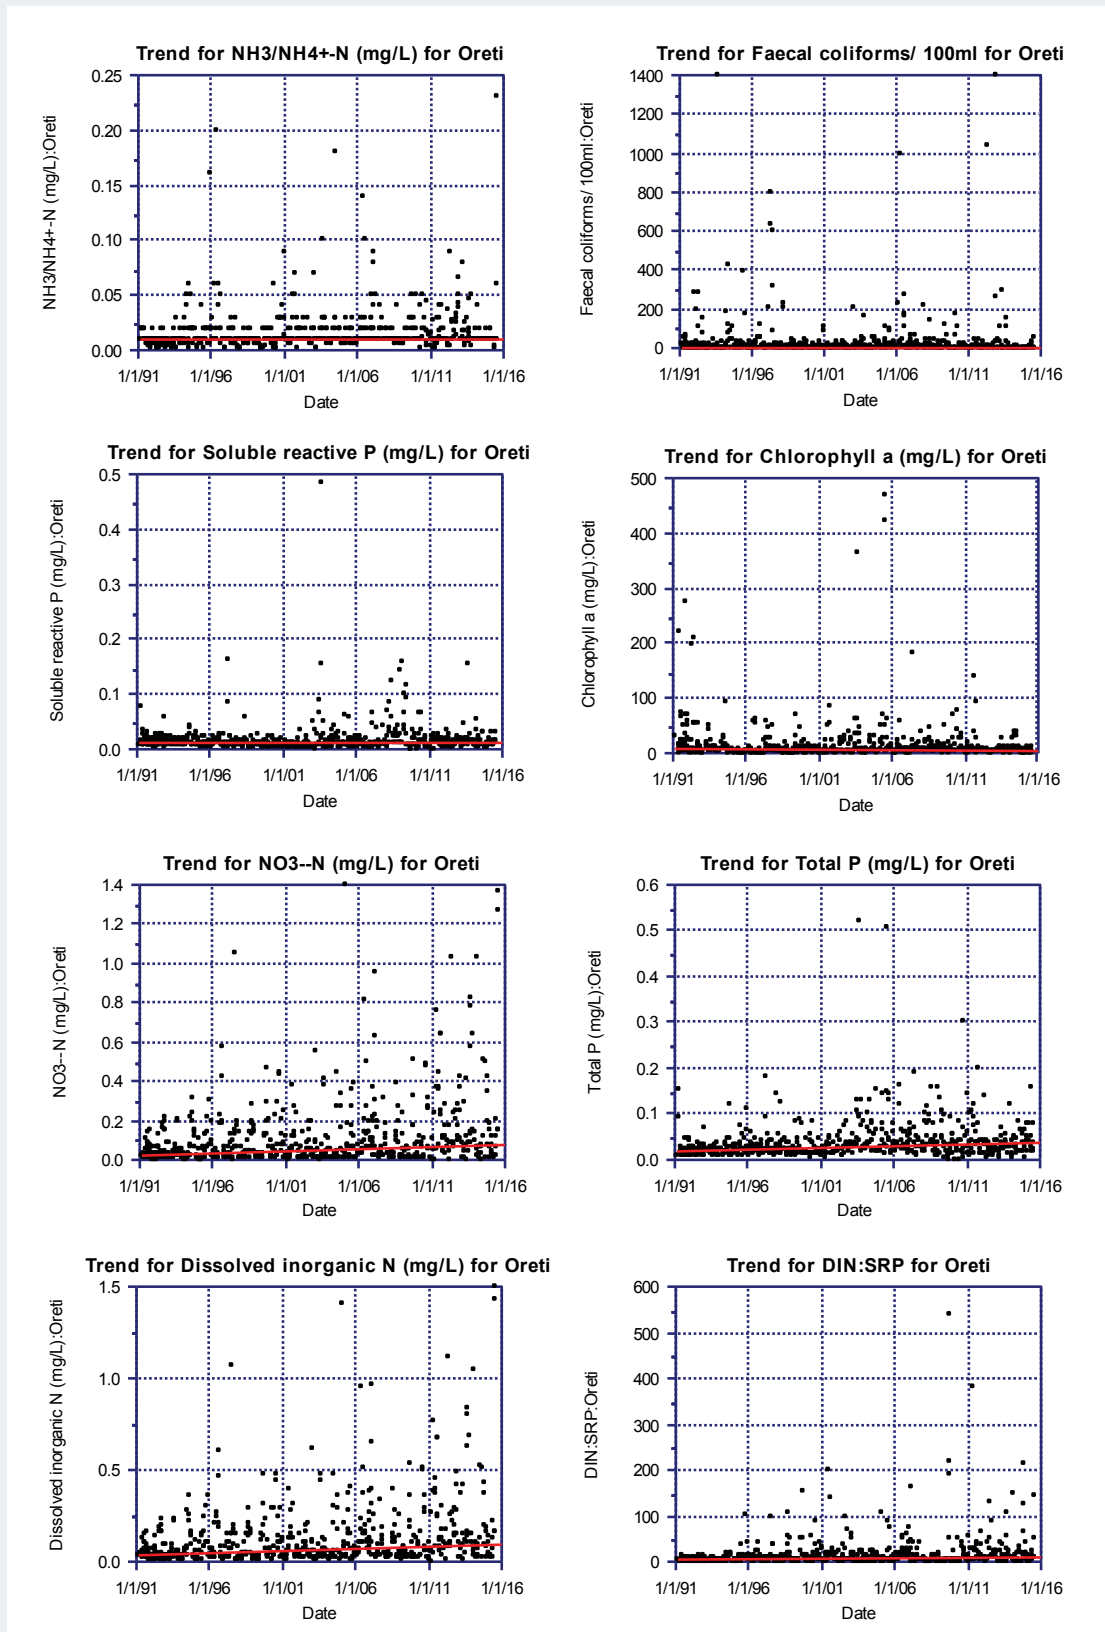 Trend for NH3/NH4+-N (mg/L) for Oreti
NH3/NH4+-N (mg/L):Oreti
0.25
0.20
0.15
0.10
0.05
0.00
1/1/91 1/1/96 1/1/01 1/1/06 1/1/11 1/1/16
Date
Trend for Faecal coliforms/ 100ml for Oreti
Faecal coliforms/ 100ml:Oreti
1400
1200
1000
800
600
400
200
0
1/1/91 1/1/96 1/1/01 1/1/06 1/1/11 1/1/16
Date
Trend for Soluble reactive P (mg/L) for Oreti
Soluble reactive P (mg/L):Oreti
0.5
0.4
0.3
0.2
0.1
0.0
1/1/91 1/1/96 1/1/01 1/1/06 1/1/11 1/1/16
Date
Trend for Chlorophyll a (mg/L) for Oreti
Chlorophyll a (mg/L):Oreti
500
400
300
200
100
0
1/1/91 1/1/96 1/1/01 1/1/06 1/1/11 1/1/16
Date
Trend for NO3--N (mg/L) for Oreti
NO3--N (mg/L):Oreti
1.4
1.2
1.0
0.8
0.6
0.4
0.2
0.0
1/1/91 1/1/96 1/1/01 1/1/06 1/1/11 1/1/16
Date
Trend for Total P (mg/L) for Oreti
Total P (mg/L):Oreti
0.6
0.5
0.4
0.3
0.2
0.1
0.0
1/1/91 1/1/96 1/1/01 1/1/06 1/1/11 1/1/16
Date
Trend for Dissolved inorganic N (mg/L) for Oreti
Dissolved inorganic N (mg/L):Oreti
1.5
1.0
0.5
0.0
1/1/91 1/1/96 1/1/01 1/1/06 1/1/11 1/1/16
Date
Trend for DIN:SRP for Oreti
DIN:SRP:Oreti
600
500
400
300
200
100
0
1/1/91 1/1/96 1/1/01 1/1/06 1/1/11 1/1/16
Date